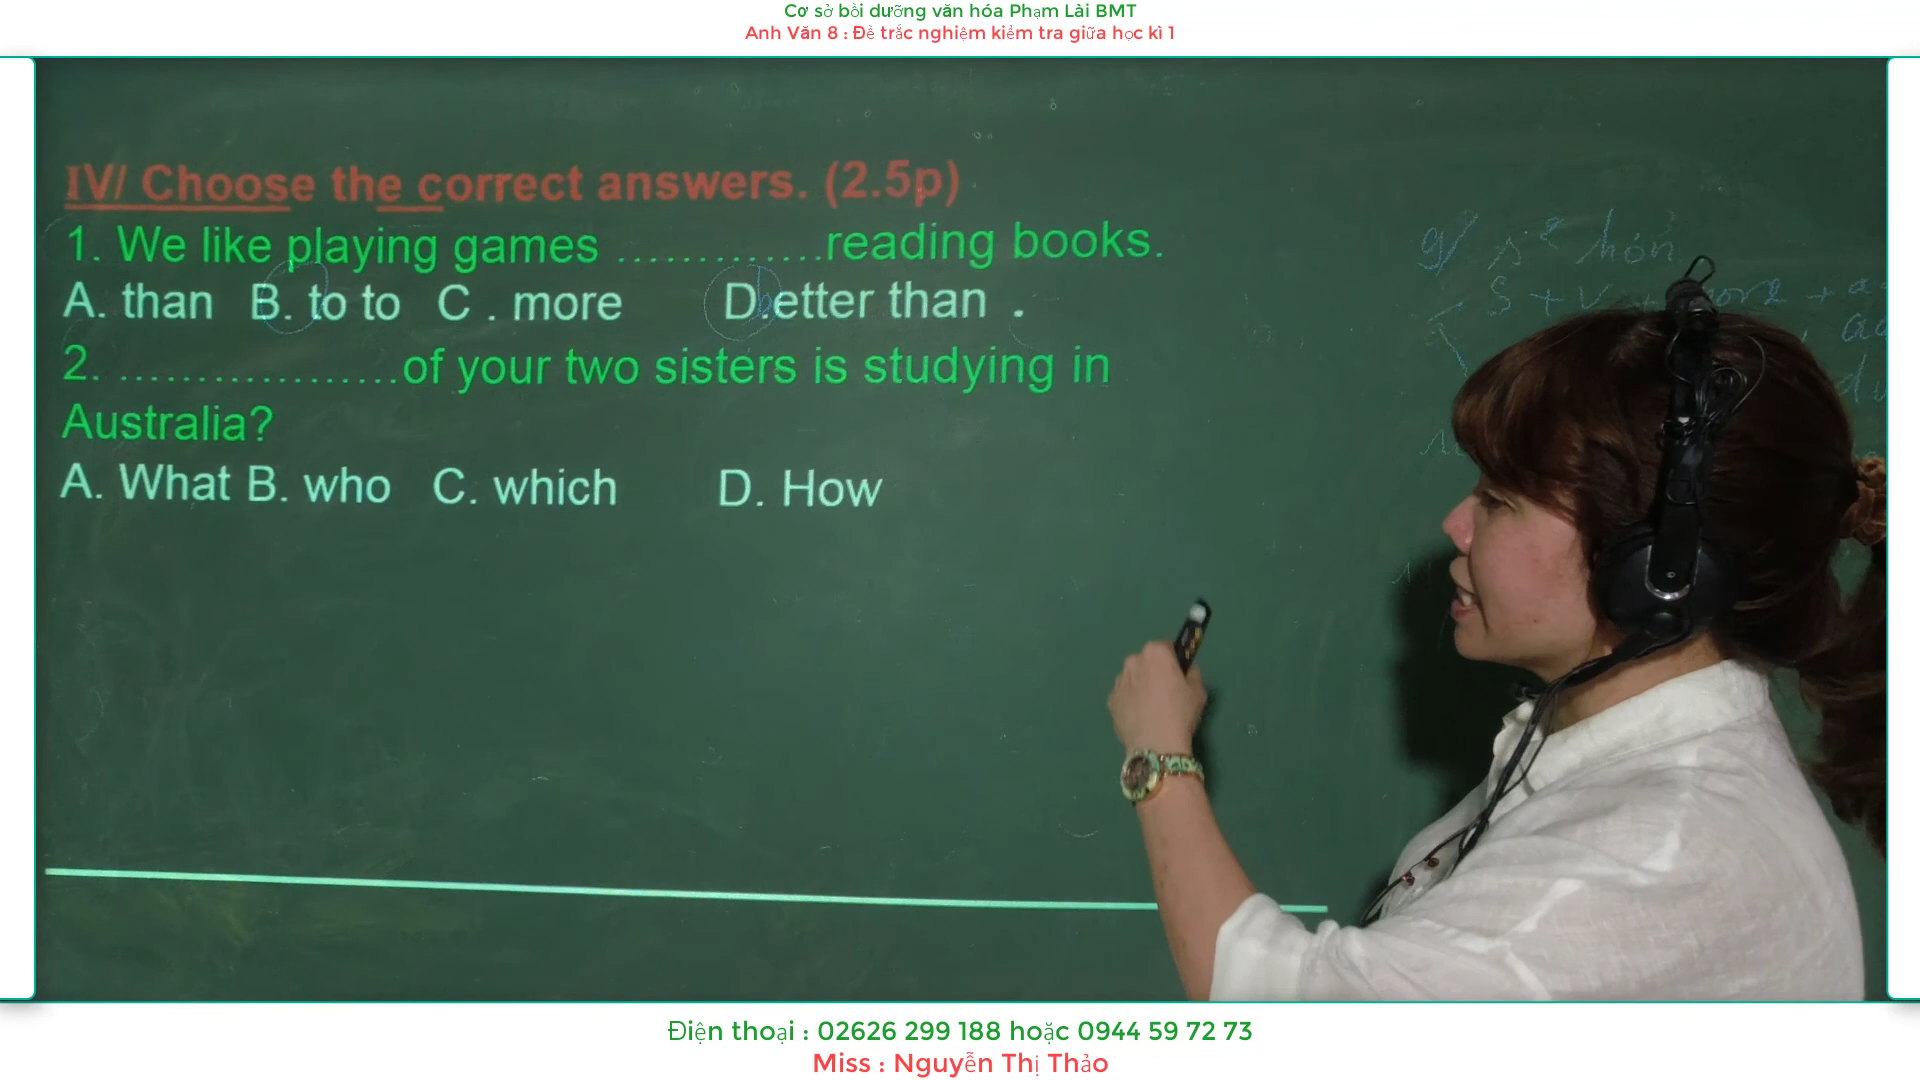 Cơ sở bồi dưỡng văn hóa Phạm Lài BMT
Anh Văn 8 : Đề trắc nghiệm kiểm tra giữa học kì 1
IV/ Choose the correct answers. (2.5p)
1. We like playing games .............reading books.
A. than B. to to C . more D.etter than .
2. ..................of your two sisters is studying in
Australia?
A. What B. who C. which D. How
g/ s² hơn
S + V
Điện thoại : 02626 299 188 hoặc 0944 59 72 73
Miss : Nguyễn Thị Thảo